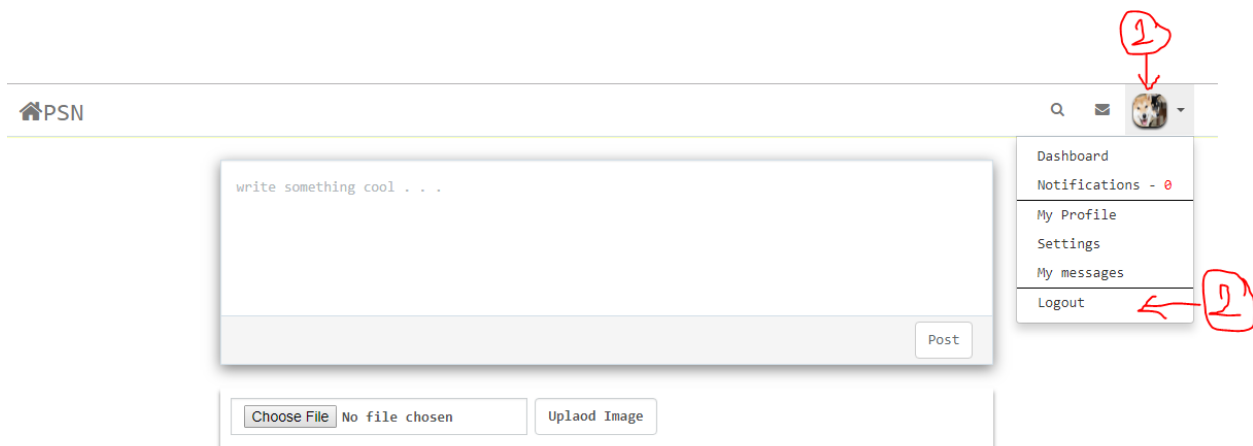 1
PSN
Dashboard
write something cool . . .
Notifications - 0
My Profile
Settings
My messages
Logout
2
Post
Choose File No file chosen
Uplaod Image